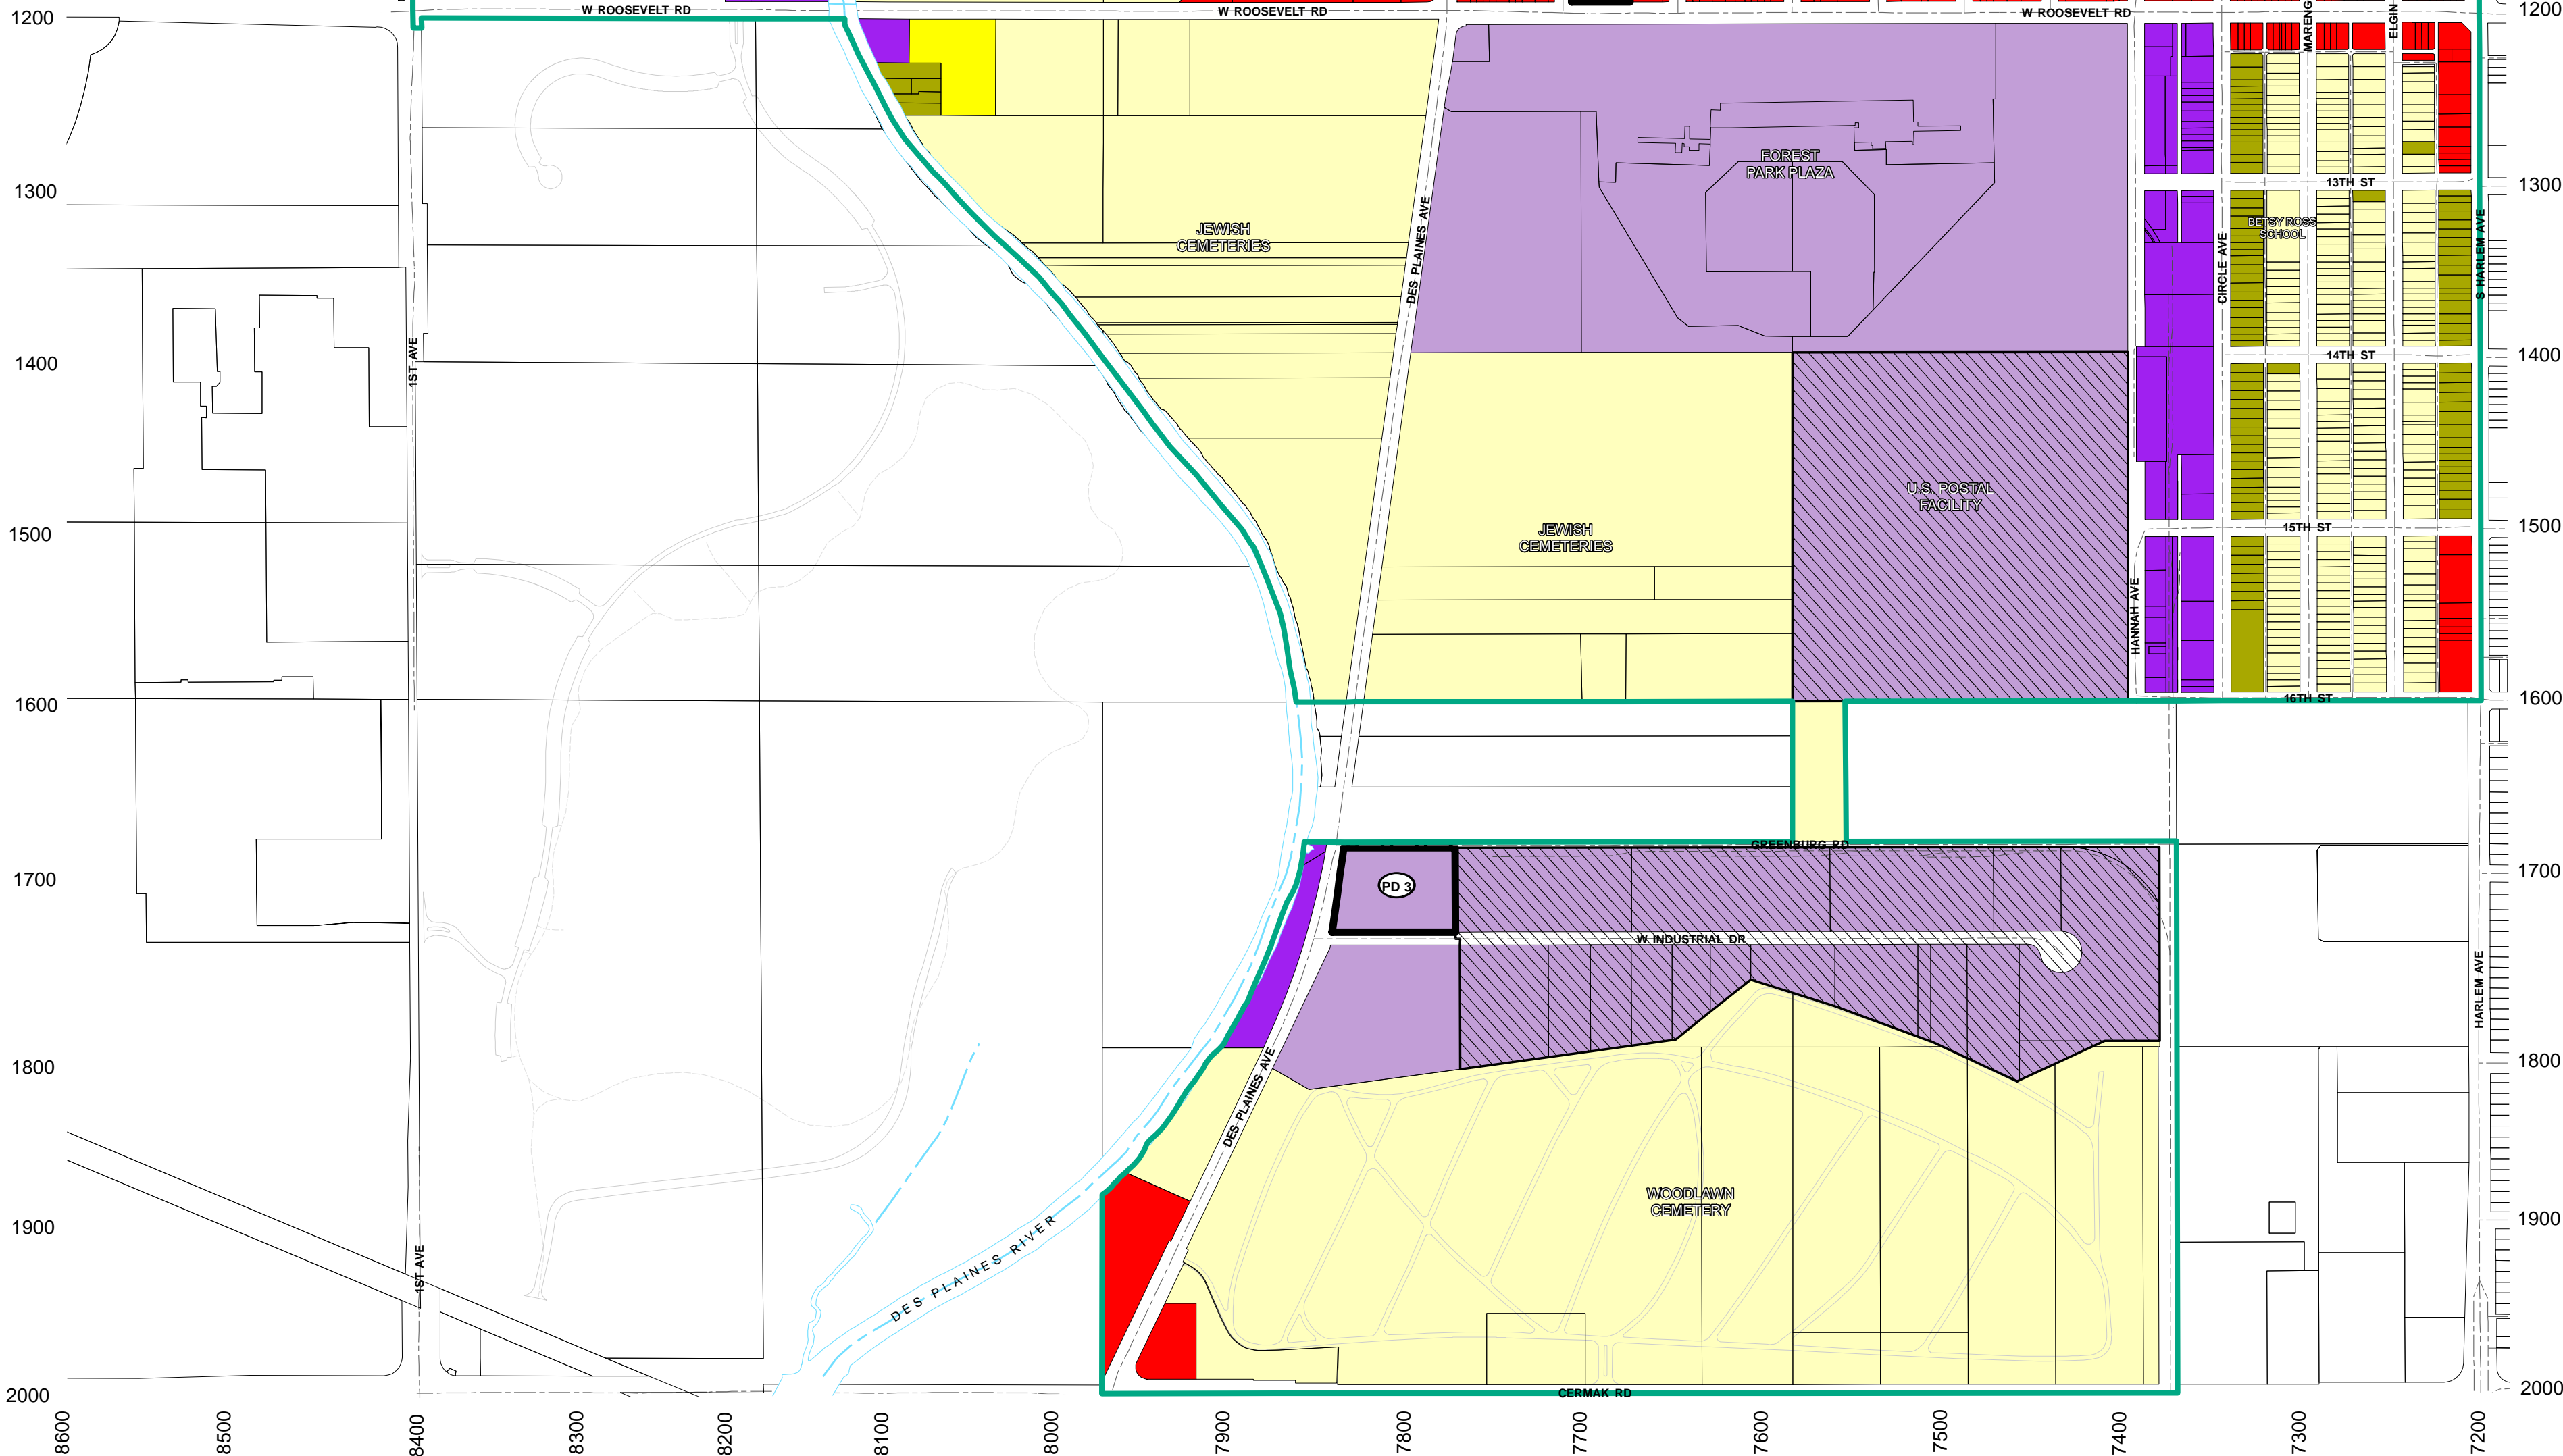 1200
W ROOSEVELT RD
W ROOSEVELT RD
W ROOSEVELT RD
MARENG
ELGIN
1200
FOREST
PARK PLAZA
1300
13TH ST
1300
JEWISH
CEMETERIES
DES PLAINES AVE
BETSY ROSS
SCHOOL
CIRCLE AVE
S HARLEM AVE
1400
1ST AVE
14TH ST
1400
U.S. POSTAL
FACILITY
1500
JEWISH
CEMETERIES
15TH ST
1500
HANNAH AVE
1600
16TH ST
1600
GREENBURG RD
1700
PD 3
1700
W INDUSTRIAL DR
HARLEM AVE
1800
DES PLAINES AVE
1800
WOODLAWN
CEMETERY
1900
1ST AVE
DES PLAINES RIVER
1900
2000
CERMAK RD
2000
8600
8500
8400
8300
8200
8100
8000
7900
7800
7700
7600
7500
7400
7300
7200